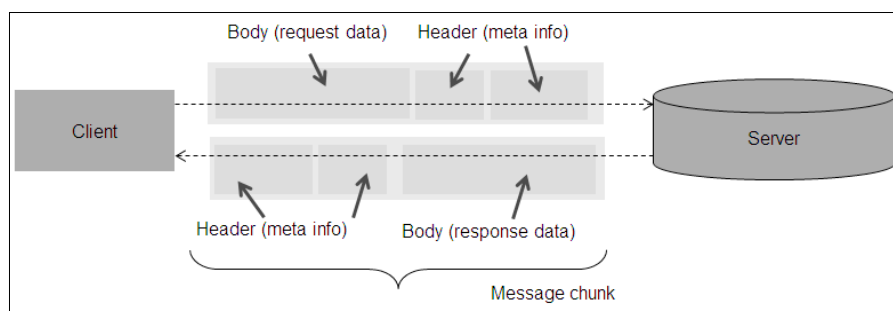 Body (request data)
Header (meta info)
Client
Server
Header (meta info)
Body (response data)
Message chunk